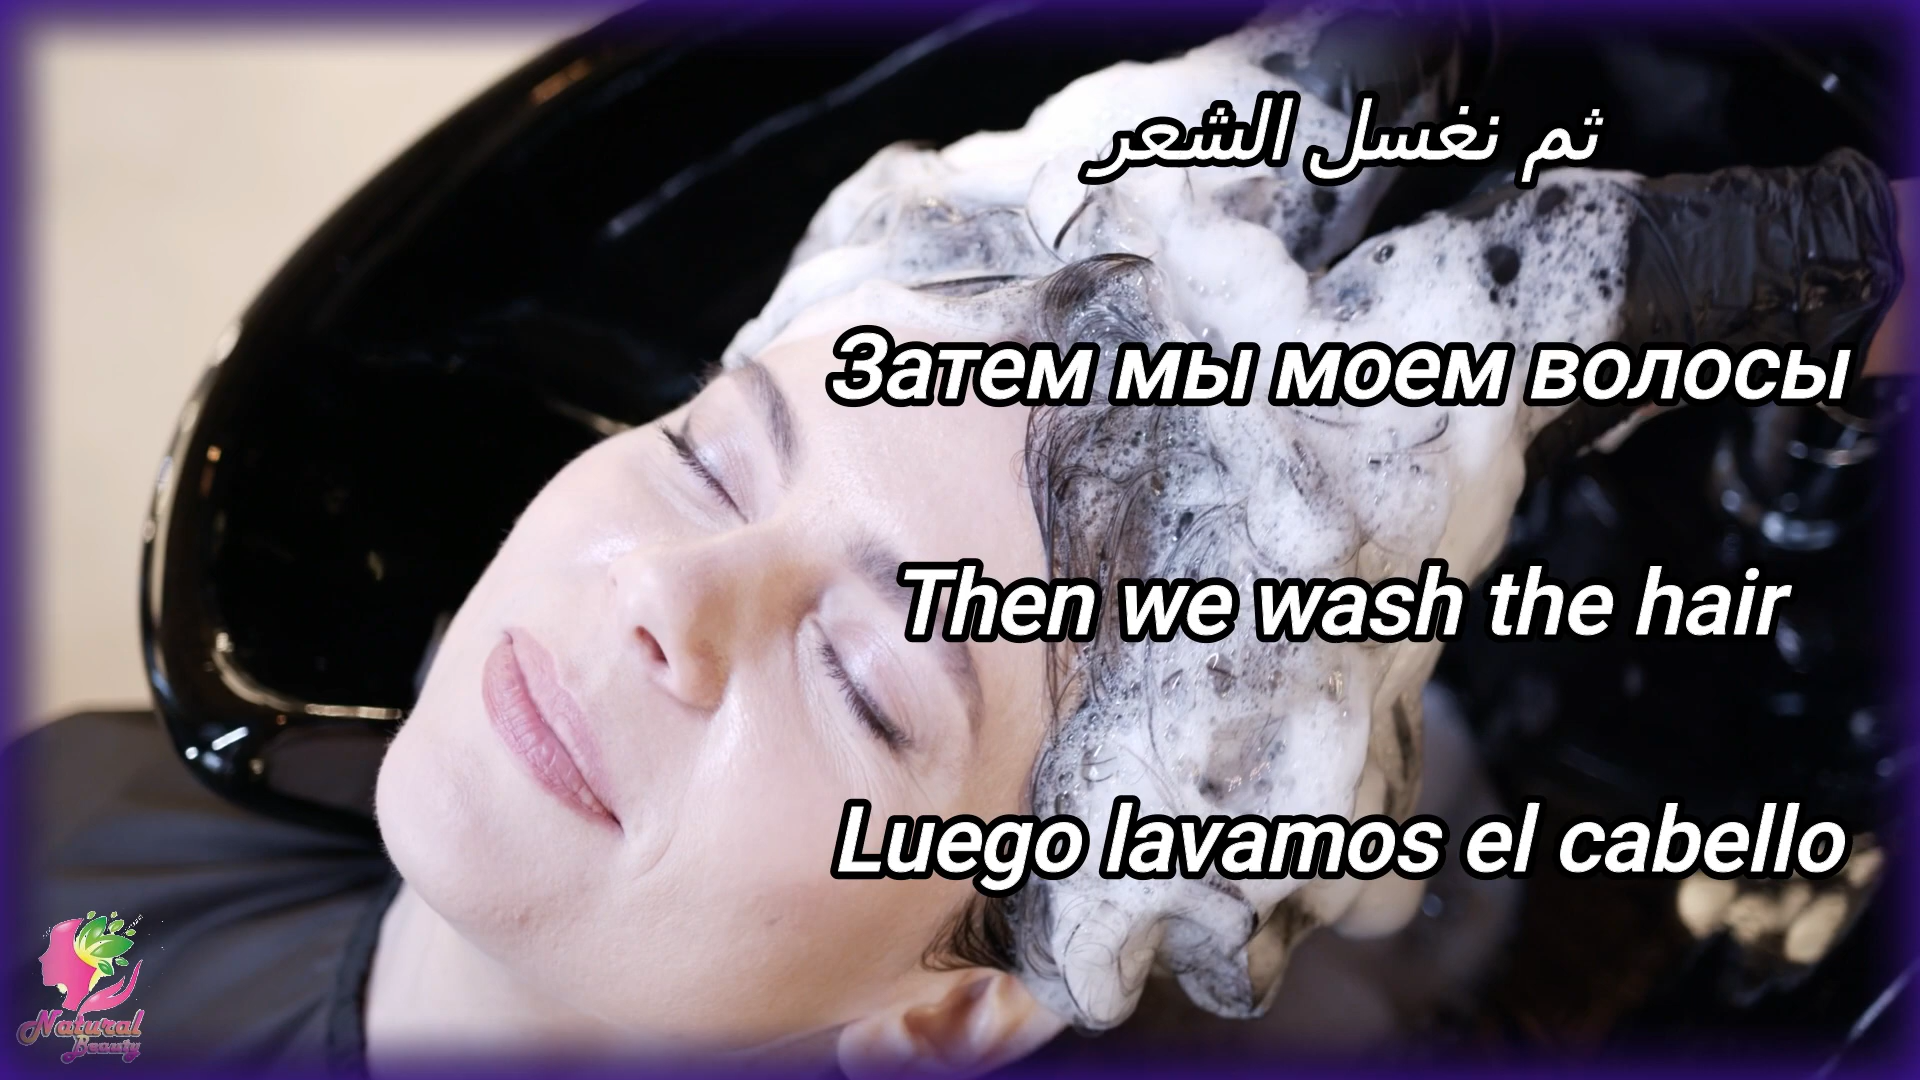 ثم نغسل الشعر
Затем мы моем волосы
Then we wash the hair
Luego lavamos el cabello
Natural
Beauty